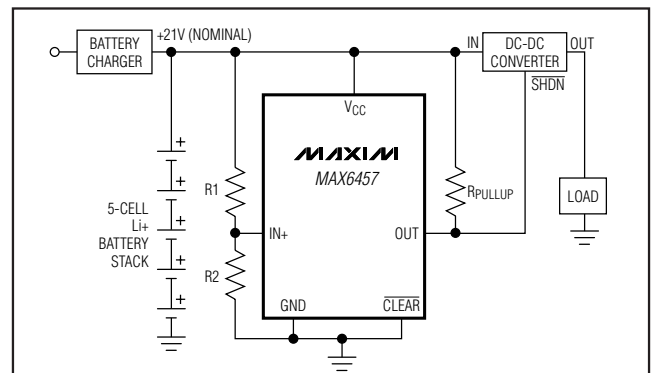 BATTERY
CHARGER
+21V (NOMINAL)
IN
DC-DC
CONVERTER
OUT
SHDN
VCC
MAXIM
MAX6457
R1
RPULLUP
LOAD
5-CELL
Li+
BATTERY
STACK
IN+
OUT
R2
GND
CLEAR
+
+
+
+
+